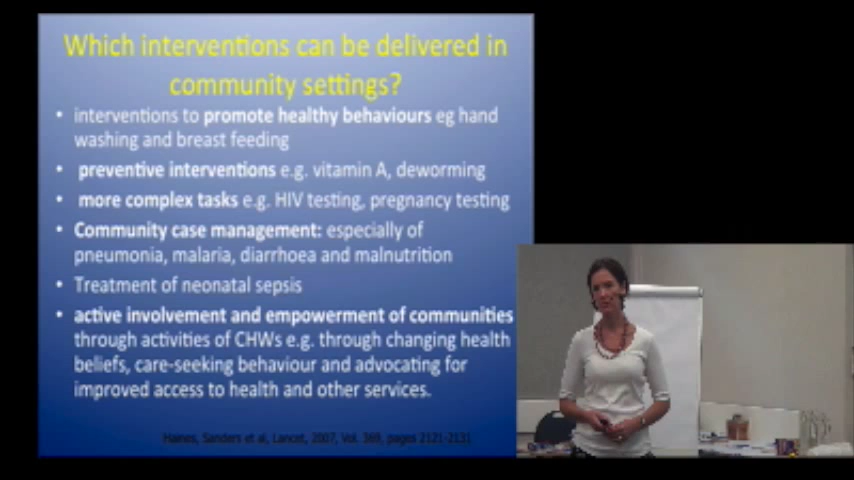 Which interventions can be delivered in
community settings?
• interventions to promote healthy behaviours eg hand
washing and breast feeding
• preventive interventions e.g. vitamin A, deworming
• more complex tasks e.g. HIV testing, pregnancy testing
• Community case management: especially of
pneumonia, malaria, diarrhoea and malnutrition
• Treatment of neonatal sepsis
• active involvement and empowerment of communities
through activities of CHWs e.g. through changing health
beliefs, care-seeking behaviour and advocating for
improved access to health and other services.
Haines, Sanders et al, Lancet, 2007, Vol. 369, pages 2121-2131